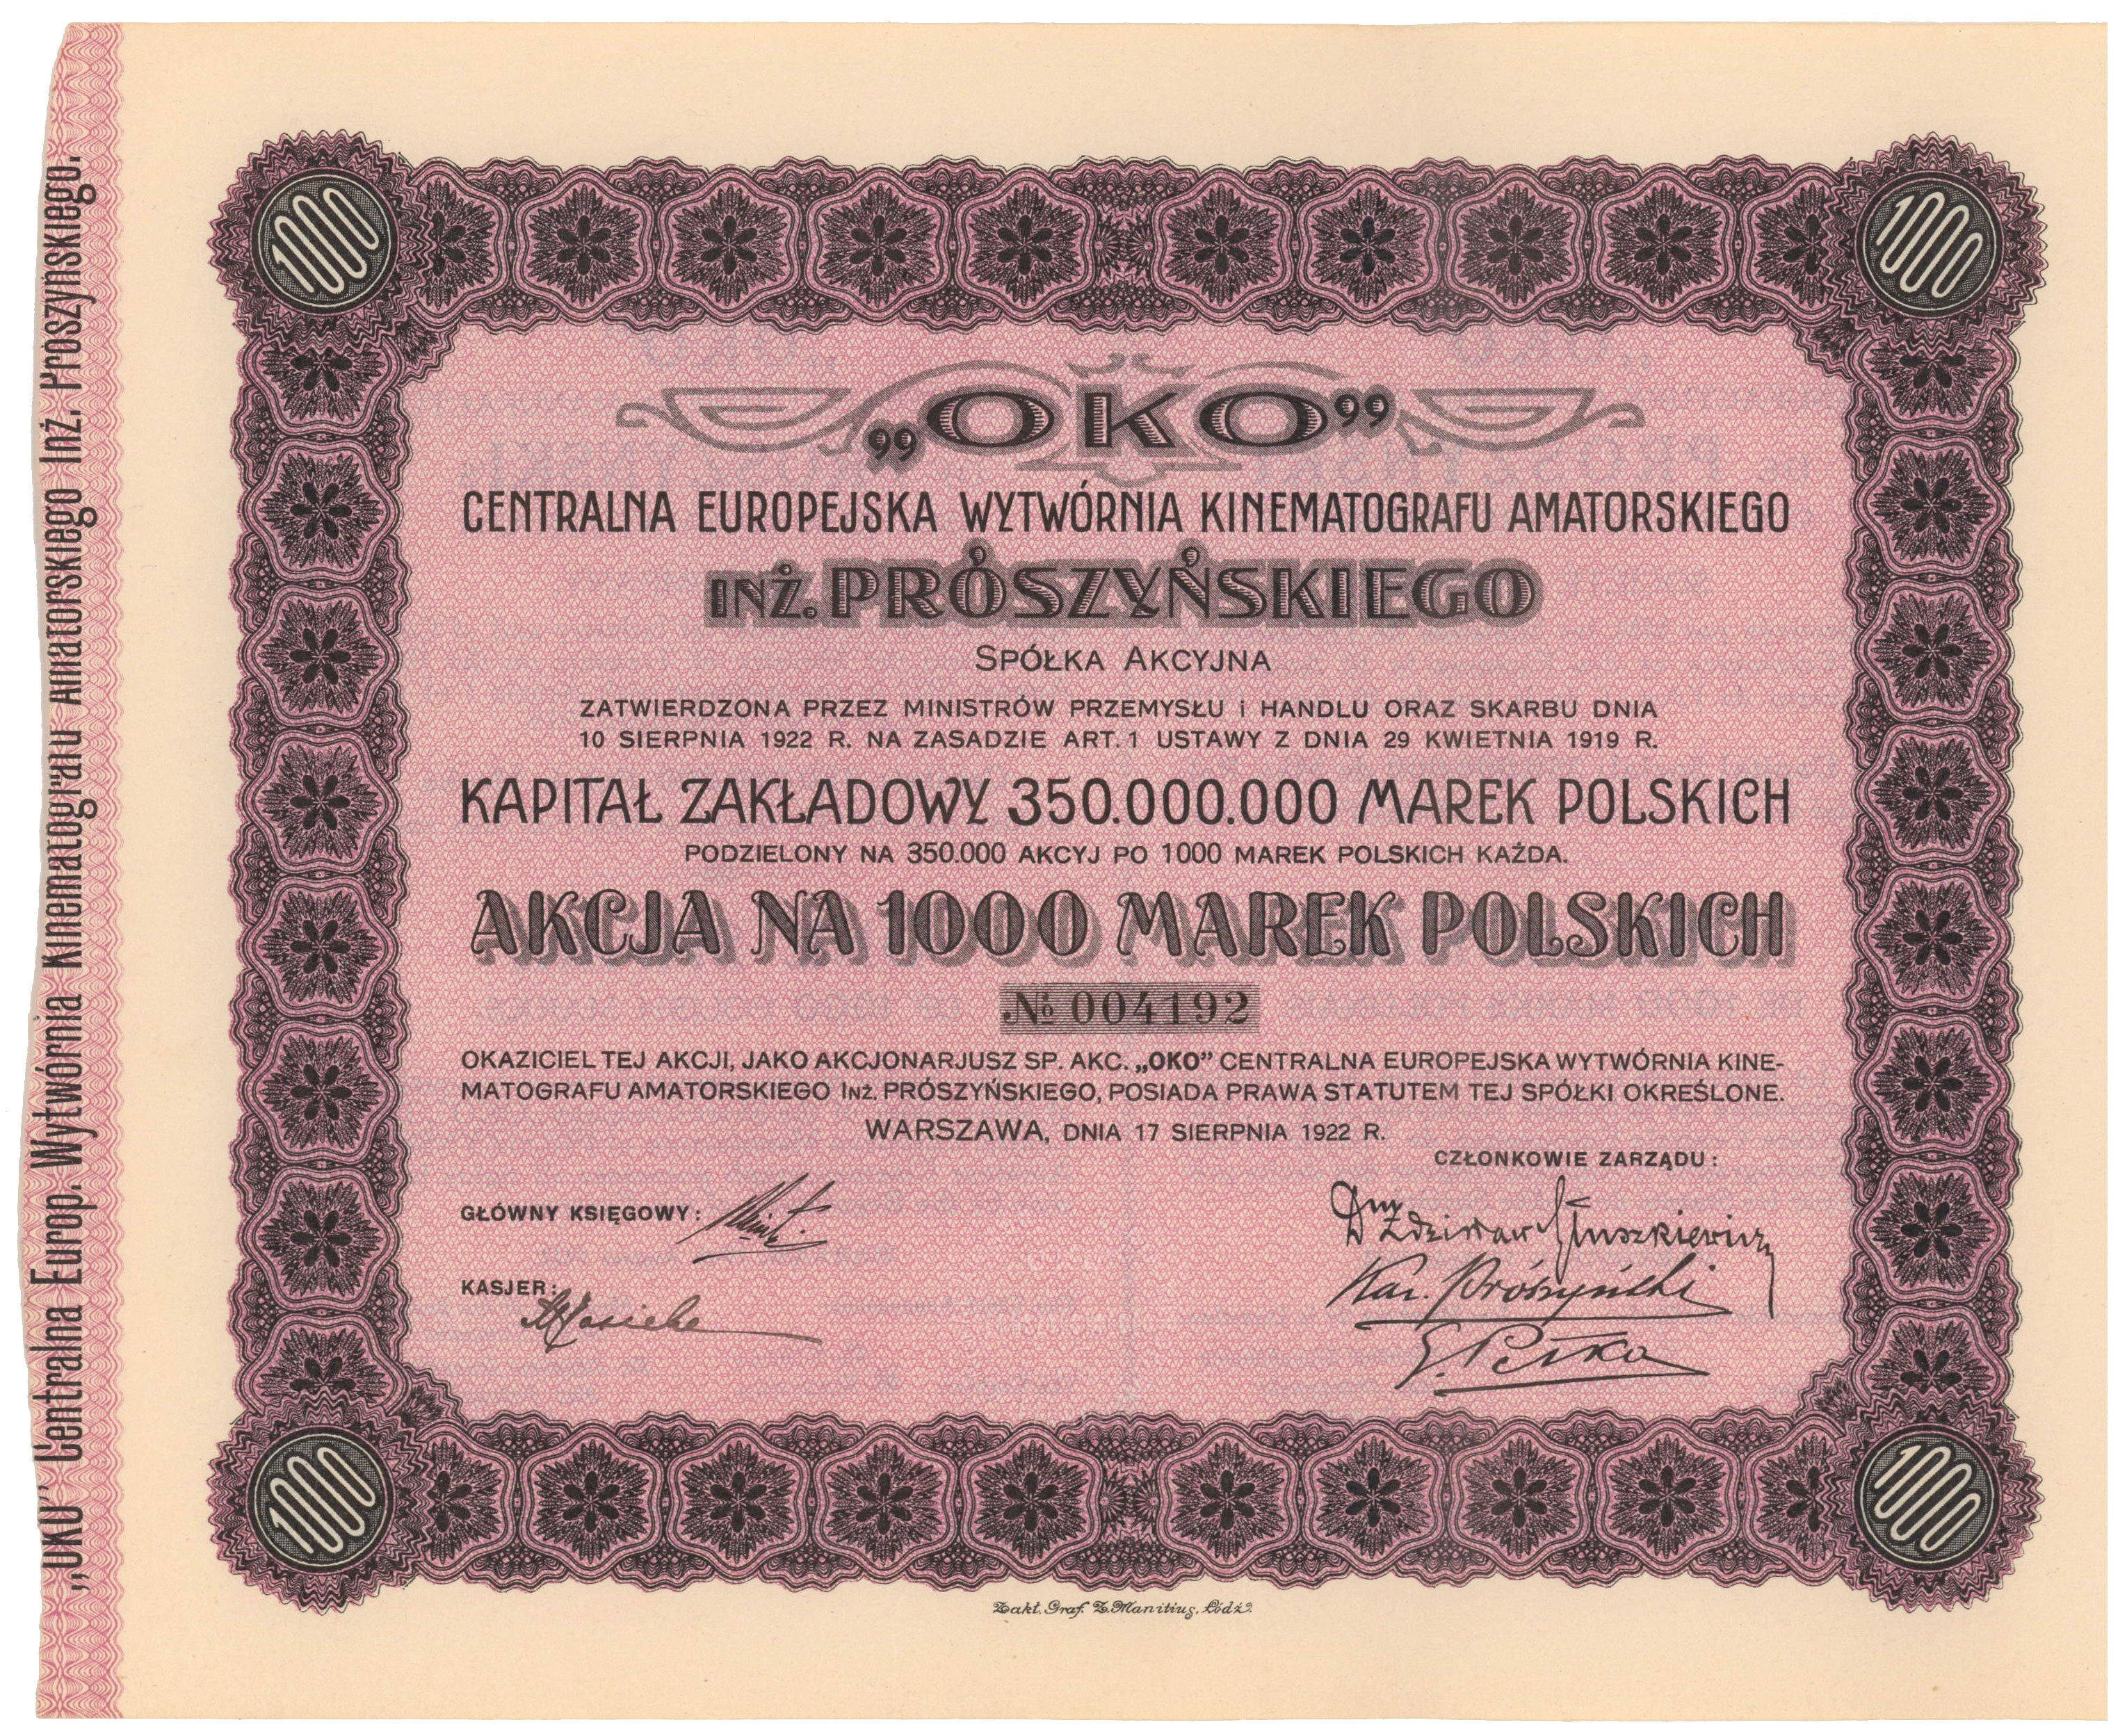 1000
1000
„OKO”
CENTRALNA EUROPEJSKA WYTWÓRNIA KINEMATOGRAFU AMATORSKIEGO
INŻ. PRÓSZYŃSKIEGO
SPÓŁKA AKCYJNA
ZATWIERDZONA PRZEZ MINISTRÓW PRZEMYSŁU i HANDLU ORAZ SKARBU DNIA
10 SIERPNIA 1922 R. NA ZASADZIE ART. 1 USTAWY Z DNIA 29 KWIETNIA 1919 R.
KAPITAŁ ZAKŁADOWY 350.000.000 MAREK POLSKICH
PODZIELONY NA 350.000 AKCYJ PO 1000 MAREK POLSKICH KAŻDA.
AKCJA NA 1000 MAREK POLSKICH
№ 004192
OKAZICIEL TEJ AKCJI, JAKO AKCJONARJUSZ SP. AKC. „OKO” CENTRALNA EUROPEJSKA WYTWÓRNIA KINE-
MATOGRAFU AMATORSKIEGO INŻ. PRÓSZYŃSKIEGO, POSIADA PRAWA STATUTEM TEJ SPÓŁKI OKREŚLONE.
WARSZAWA, DNIA 17 SIERPNIA 1922 R.
CZŁONKOWIE ZARZĄDU:
GŁÓWNY KSIĘGOWY:
Zdzisław
Kaz. Prószyński
KASJER:
1000
1000
Zakł. Graf. Z. Manitius, Łódź.
„OKO” Centralna Europ. Wytwórnia Kinematografu Amatorskiego Inż. Prószyńskiego.